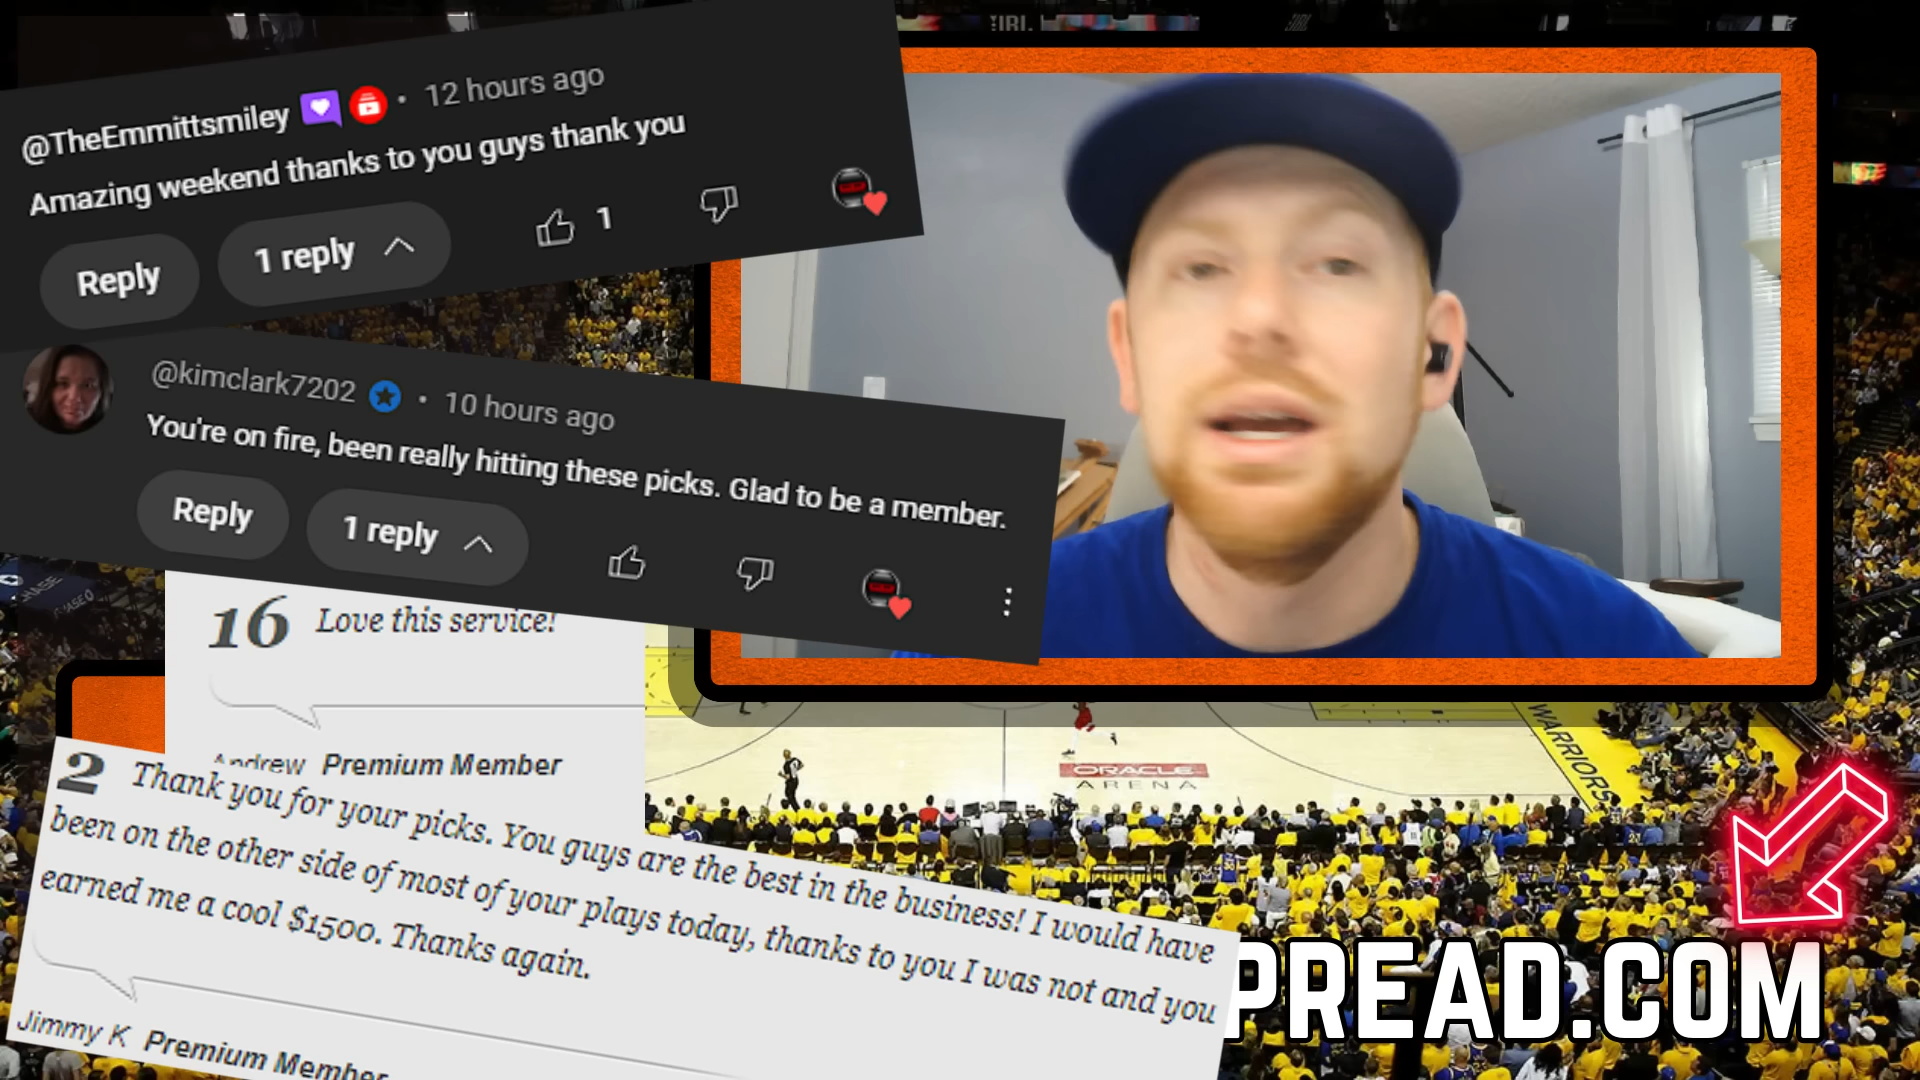 @TheEmmittsmiley • 12 hours ago
Amazing weekend thanks to you guys thank you
Reply
1 reply
1
@kimclark7202 • 10 hours ago
You're on fire, been really hitting these picks. Glad to be a member.
Reply
1 reply
16 Love this service!
Andrew Premium Member
2 Thank you for your picks. You guys are the best in the business! I would have
been on the other side of most of your plays today, thanks to you I was not and you
earned me a cool $1500. Thanks again.
Jimmy K Premium Member
ORACLE
ARENA
WARRIORS
PREAD.COM